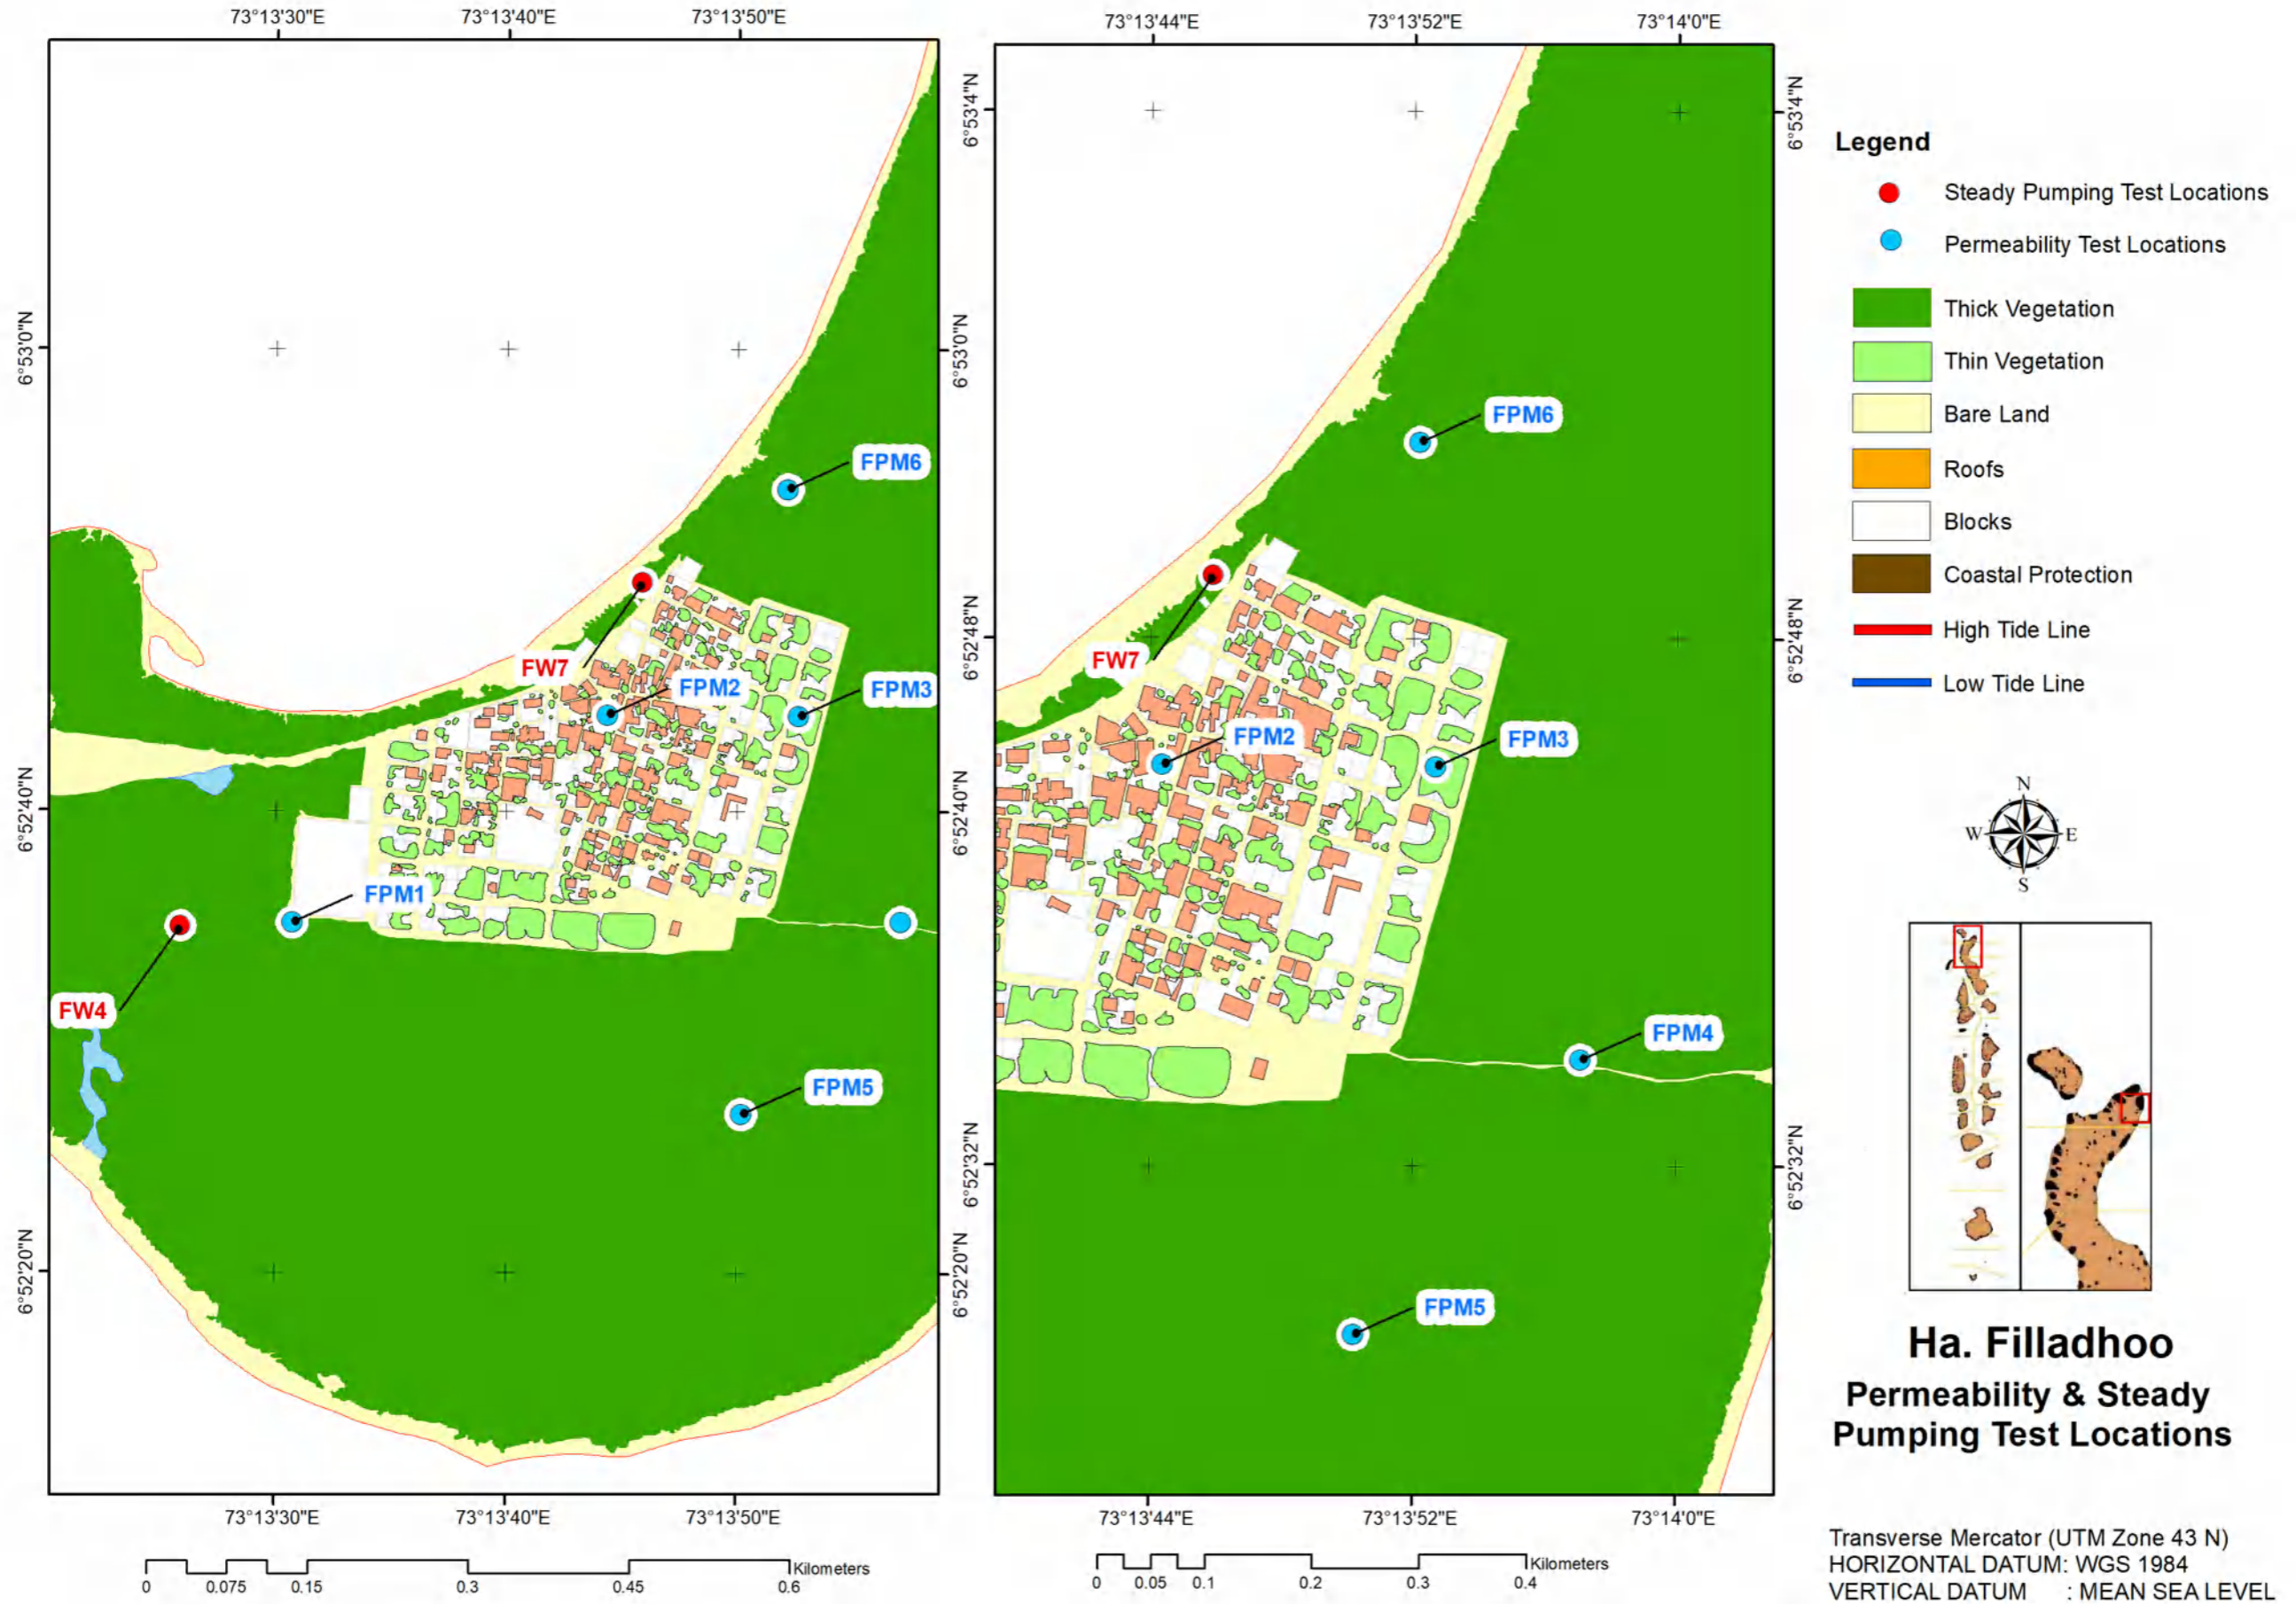 73°13'30"E 73°13'40"E 73°13'50"E
6°53'0"N
6°52'40"N
6°52'20"N
6°53'0"N
6°52'40"N
6°52'20"N
FPM6
FW7
FPM2
FPM3
FPM1
FW4
FPM5
73°13'30"E 73°13'40"E 73°13'50"E
0 0.075 0.15 0.3 0.45 0.6
Kilometers
73°13'44"E 73°13'52"E 73°14'0"E
6°53'4"N
6°52'48"N
6°52'32"N
6°53'4"N
6°52'48"N
6°52'32"N
FPM6
FW7
FPM2
FPM3
FPM4
FPM5
73°13'44"E 73°13'52"E 73°14'0"E
0 0.05 0.1 0.2 0.3 0.4
Kilometers
Legend
Steady Pumping Test Locations
Permeability Test Locations
Thick Vegetation
Thin Vegetation
Bare Land
Roofs
Blocks
Coastal Protection
High Tide Line
Low Tide Line
N
W E
S
Ha. Filladhoo
Permeability & Steady
Pumping Test Locations
Transverse Mercator (UTM Zone 43 N)
HORIZONTAL DATUM: WGS 1984
VERTICAL DATUM : MEAN SEA LEVEL